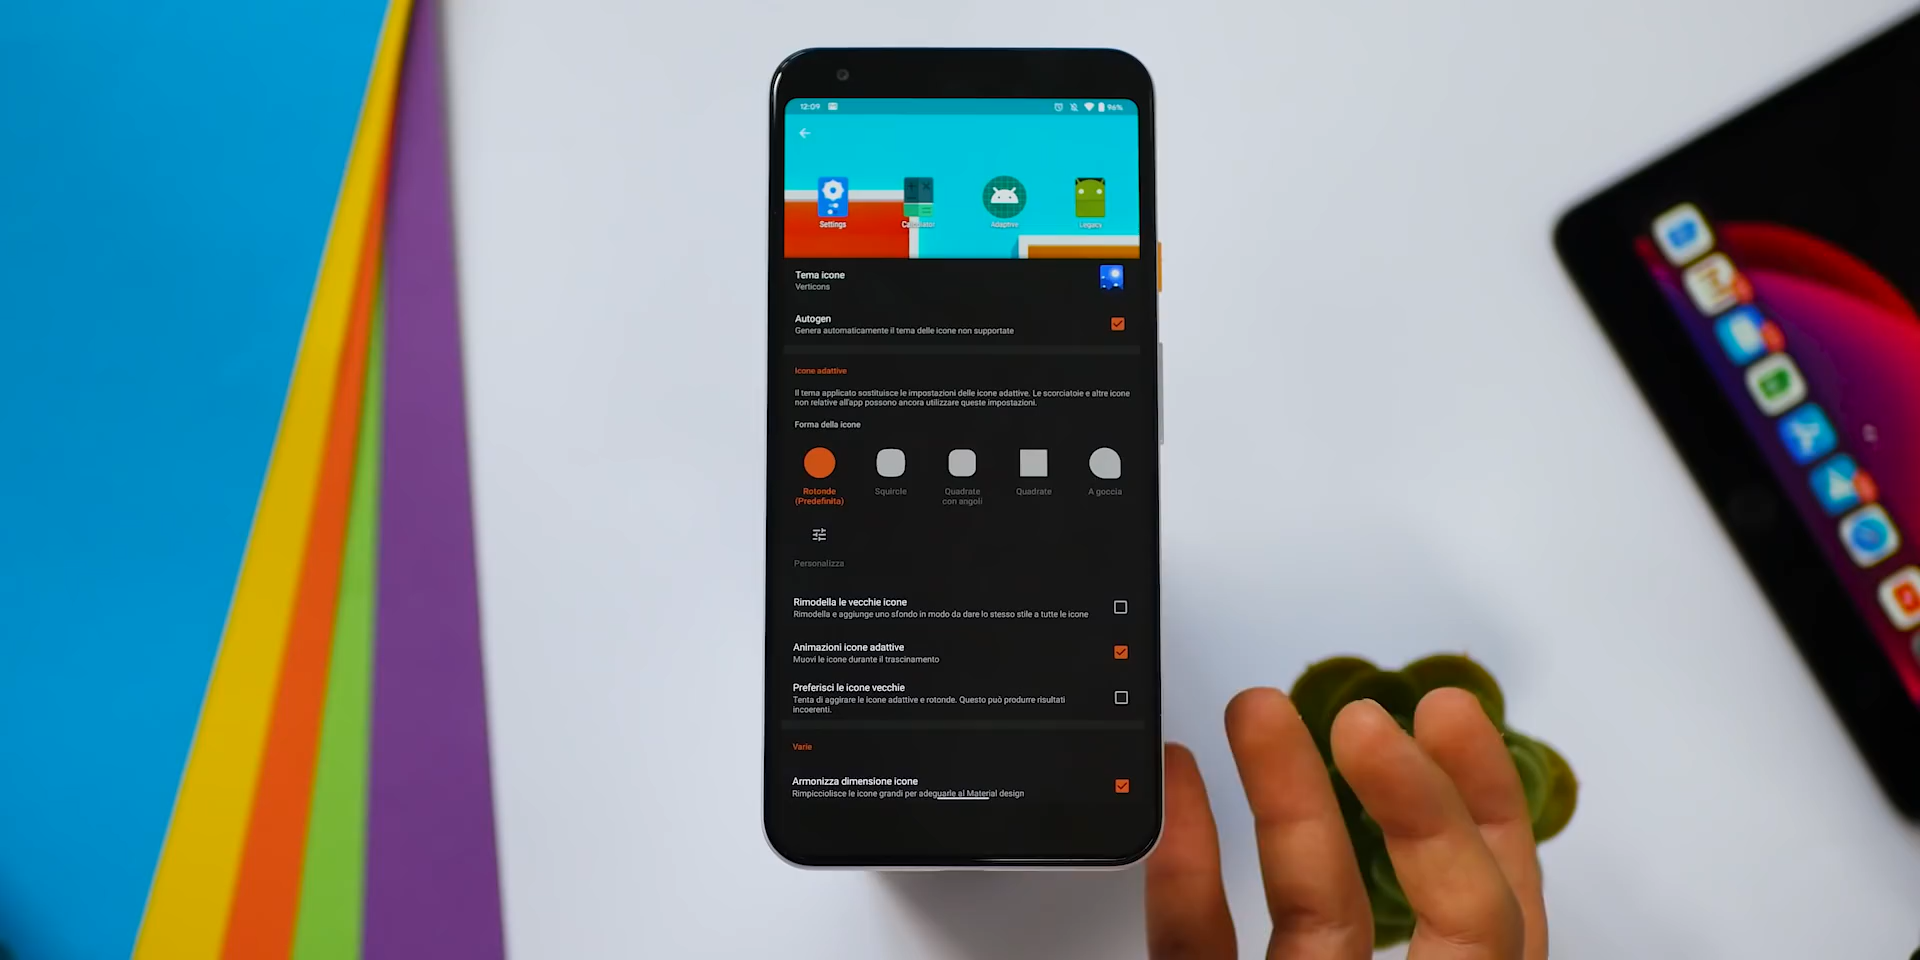 12:09
96%
Settings
Calculator
Adaptive
Legacy
Tema icone
Verticons
Autogen
Genera automaticamente il tema delle icone non supportate
Icone adattive
Il tema applicato sostituisce le impostazioni delle icone adattive. Le scorciatoie e altre icone
non relative all'app possono ancora utilizzare queste impostazioni.
Forma della icone
Rotonde
(Predefinita)
Squircle
Quadrate
con angoli
Quadrate
A goccia
Personalizza
Rimodella le vecchie icone
Rimodella e aggiunge uno sfondo in modo da dare lo stesso stile a tutte le icone
Animazioni icone adattive
Muovi le icone durante il trascinamento
Preferisci le icone vecchie
Tenta di aggirare le icone adattive e rotonde. Questo può produrre risultati
incoerenti.
Varie
Armonizza dimensione icone
Rimpicciolisce le icone grandi per adeguarle al Material design